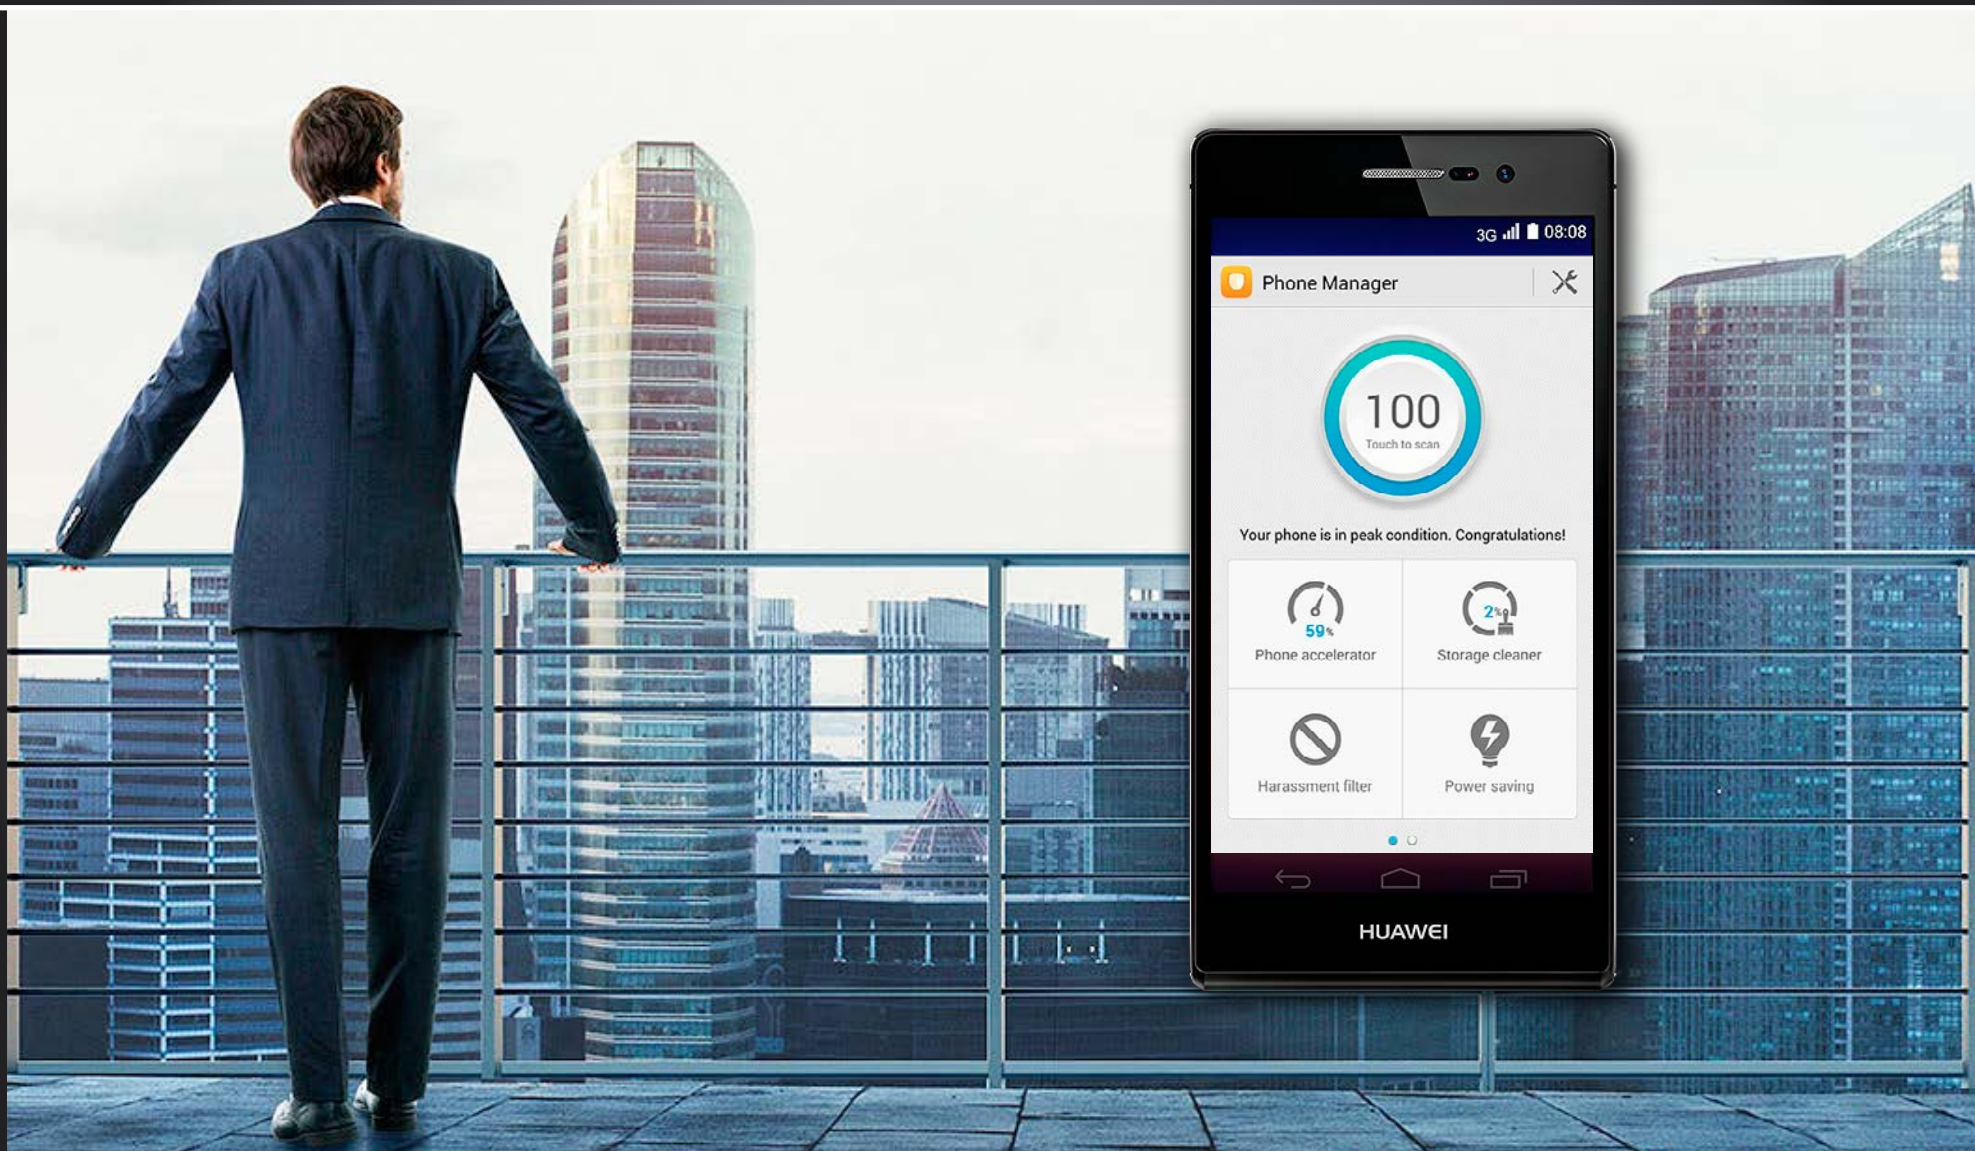 3G 08:08
Phone Manager
100
Touch to scan
Your phone is in peak condition. Congratulations!
59%
Phone accelerator
2%
Storage cleaner
Harassment filter
Power saving
HUAWEI